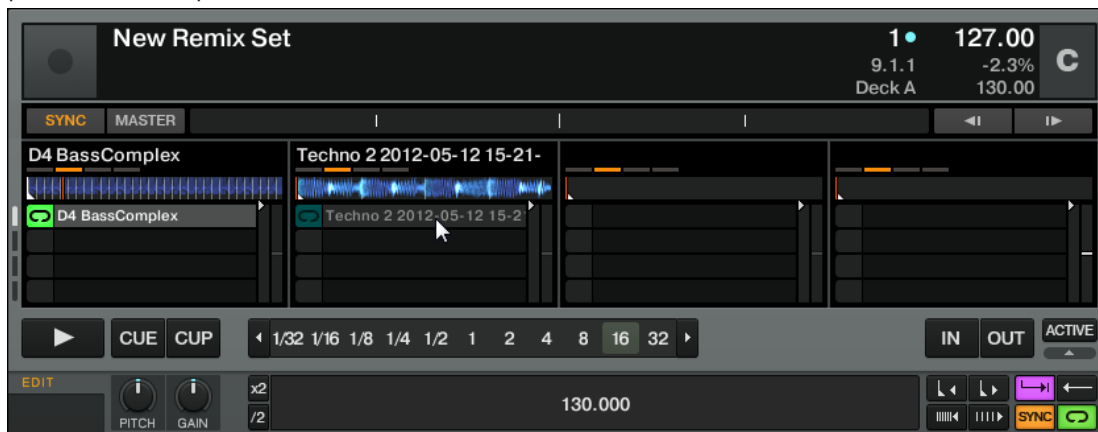 New Remix Set
1
127.00
9.1.1
-2.3%
C
Deck A
130.00
SYNC MASTER
D4 BassComplex
Techno 2 2012-05-12 15-21-
D4 BassComplex
Techno 2 2012-05-12 15-2
CUE CUP
1/32 1/16 1/8 1/4 1/2 1 2 4 8 16 32
IN OUT
ACTIVE
EDIT
x2
/2
130.000
PITCH GAIN
SYNC